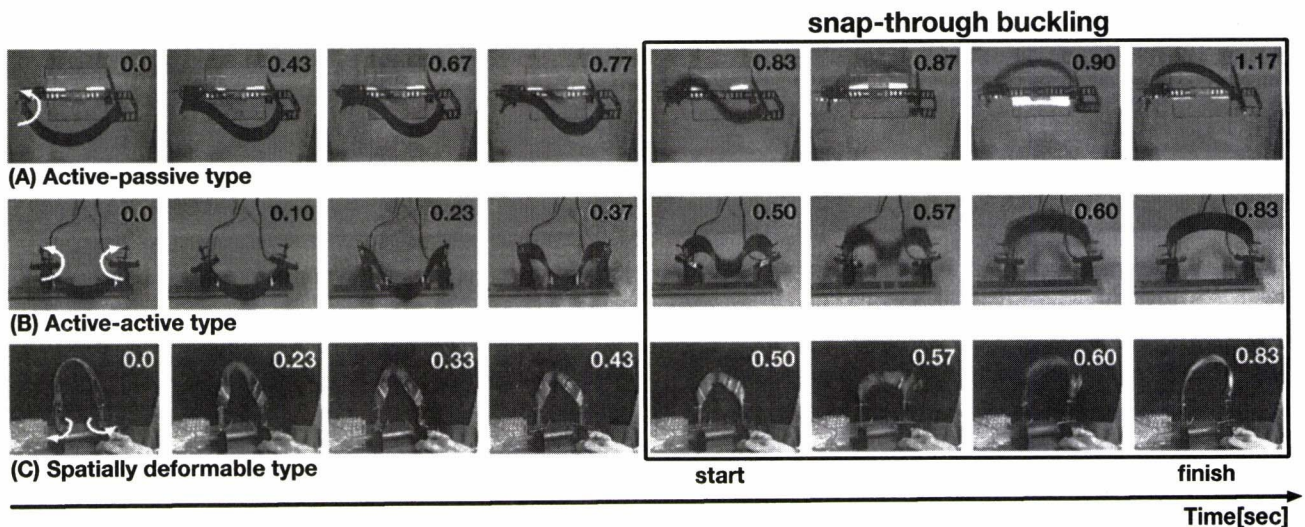 snap-through buckling
0.0 0.43 0.67 0.77 0.83 0.87 0.90 1.17
(A) Active-passive type
0.0 0.10 0.23 0.37 0.50 0.57 0.60 0.83
(B) Active-active type
0.0 0.23 0.33 0.43 0.50 0.57 0.60 0.83
(C) Spatially deformable type
start finish
Time[sec]